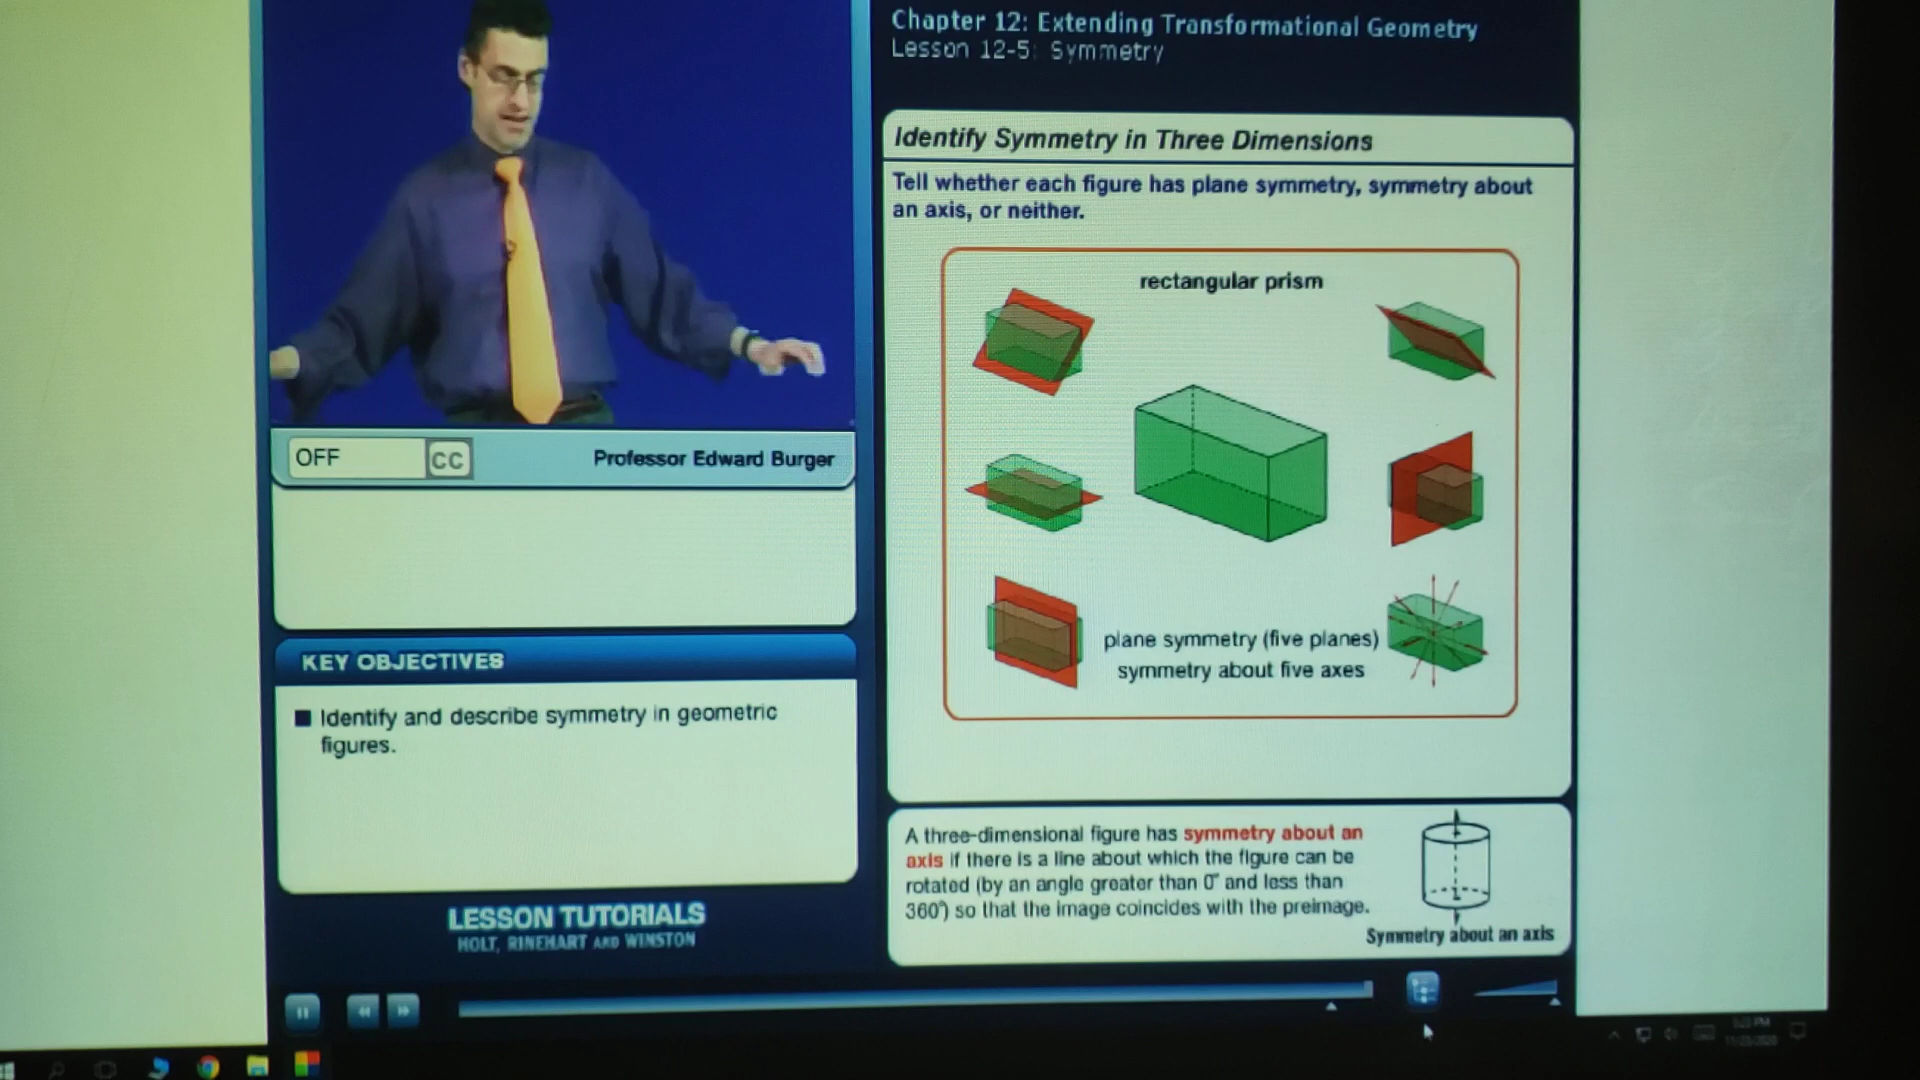 Chapter 12: Extending Transformational Geometry
Lesson 12-5: Symmetry
Identify Symmetry in Three Dimensions
Tell whether each figure has plane symmetry, symmetry about
an axis, or neither.
rectangular prism
plane symmetry (five planes)
symmetry about five axes
OFF
CC
Professor Edward Burger
KEY OBJECTIVES
■ Identify and describe symmetry in geometric
figures.
A three-dimensional figure has symmetry about an
axis if there is a line about which the figure can be
rotated (by an angle greater than 0° and less than
360°) so that the image coincides with the preimage.
Symmetry about an axis
LESSON TUTORIALS
HOLT, RINEHART AND WINSTON